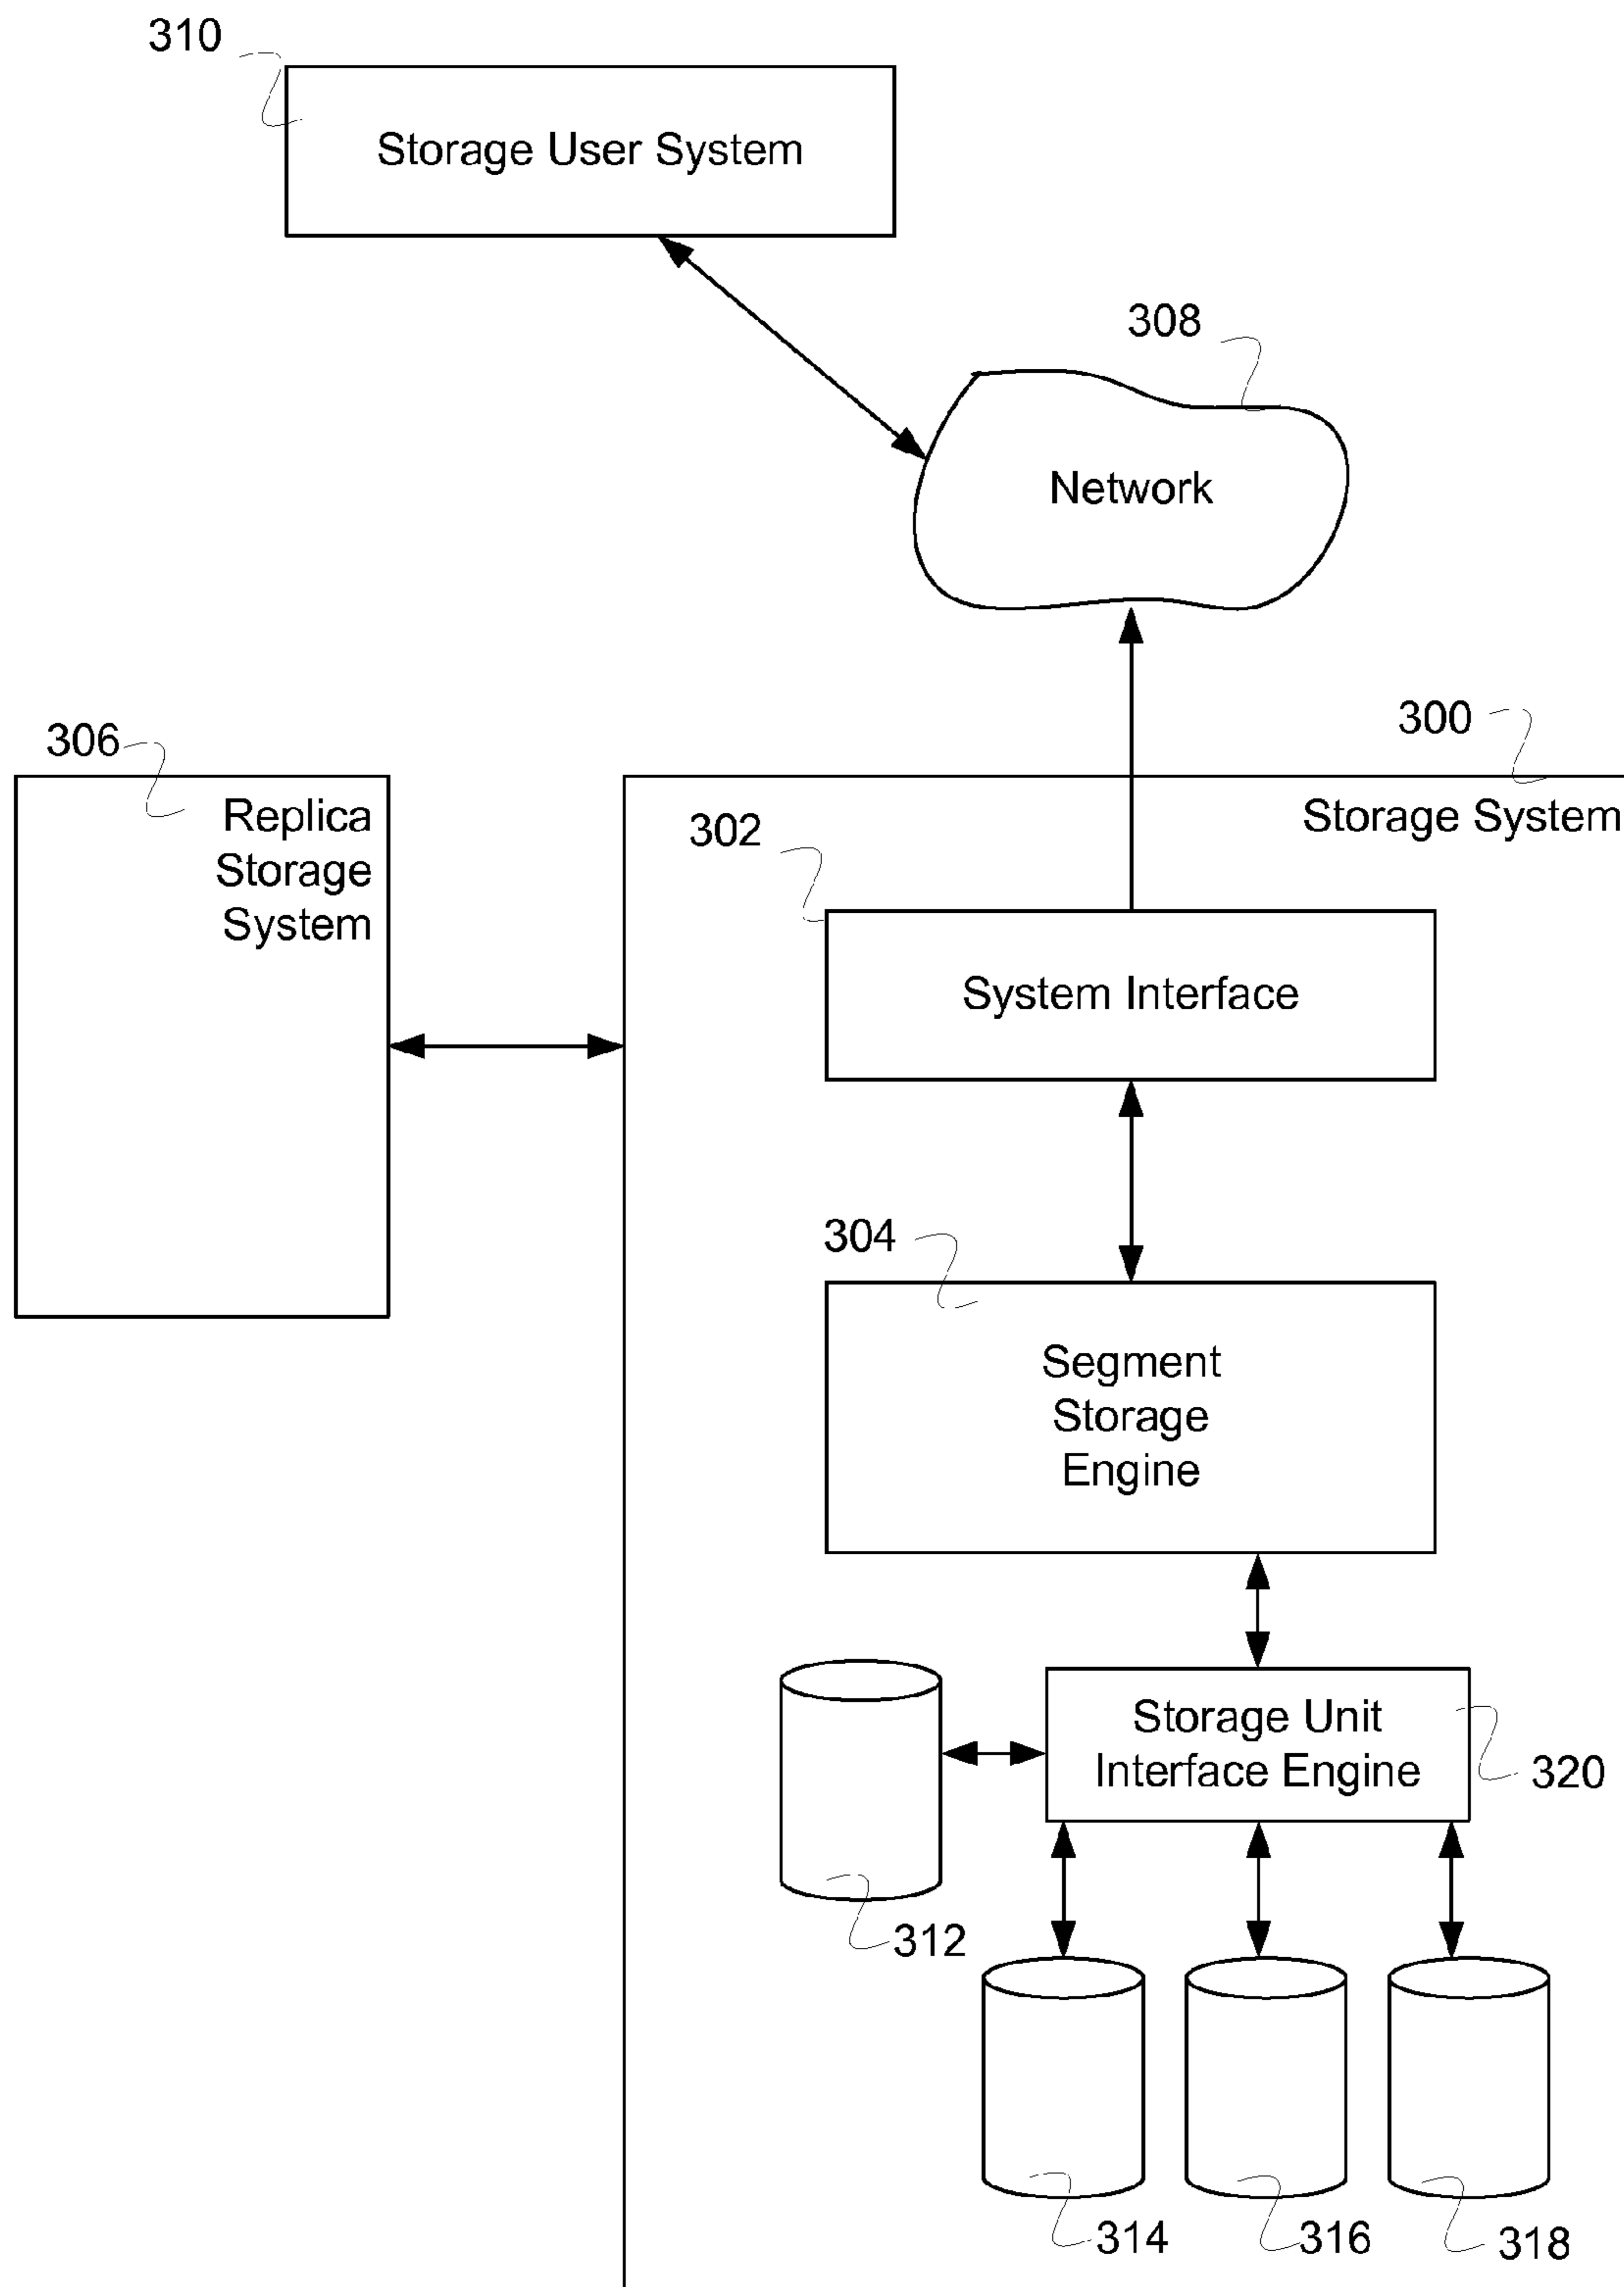 310
Storage User System
308
Network
300
306
Replica
Storage
System
Storage System
302
System Interface
304
Segment
Storage
Engine
Storage Unit
Interface Engine
320
312
314
316
318